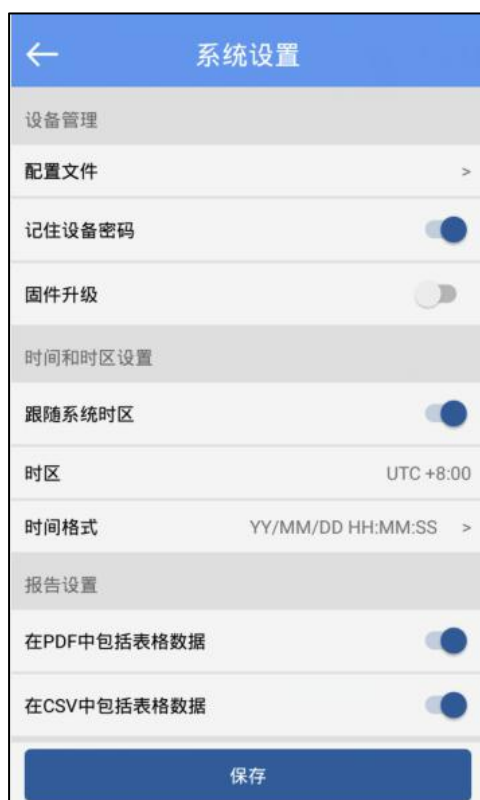 系统设置
设备管理
配置文件 >
记住设备密码
固件升级
时间和时区设置
跟随系统时区
时区 UTC +8:00
时间格式 YY/MM/DD HH:MM:SS >
报告设置
在PDF中包括表格数据
在CSV中包括表格数据
保存